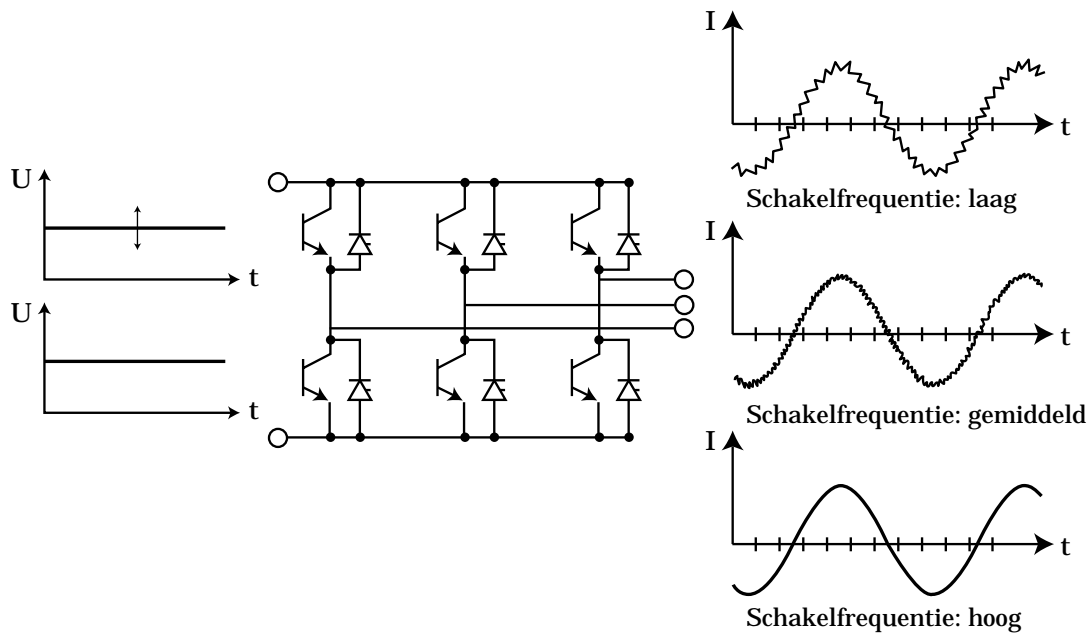 U
t
U
t
I
t
Schakelfrequentie: laag
I
t
Schakelfrequentie: gemiddeld
I
t
Schakelfrequentie: hoog